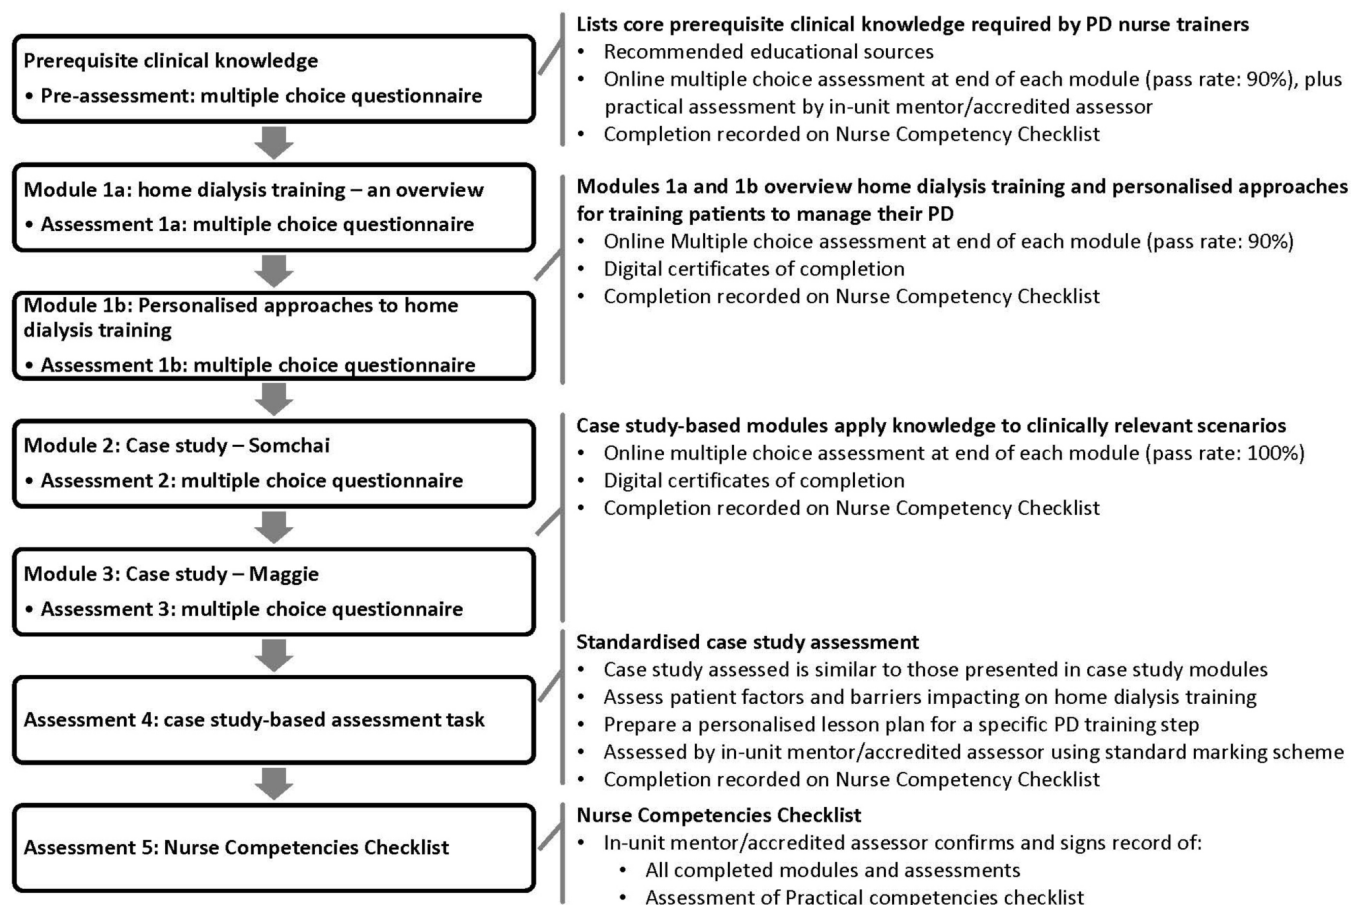 Prerequisite clinical knowledge
• Pre-assessment: multiple choice questionnaire
Lists core prerequisite clinical knowledge required by PD nurse trainers
• Recommended educational sources
• Online multiple choice assessment at end of each module (pass rate: 90%), plus
practical assessment by in-unit mentor/accredited assessor
• Completion recorded on Nurse Competency Checklist
Module 1a: home dialysis training – an overview
• Assessment 1a: multiple choice questionnaire
Module 1b: Personalised approaches to home
dialysis training
• Assessment 1b: multiple choice questionnaire
Modules 1a and 1b overview home dialysis training and personalised approaches
for training patients to manage their PD
• Online Multiple choice assessment at end of each module (pass rate: 90%)
• Digital certificates of completion
• Completion recorded on Nurse Competency Checklist
Module 2: Case study – Somchai
• Assessment 2: multiple choice questionnaire
Module 3: Case study – Maggie
• Assessment 3: multiple choice questionnaire
Case study-based modules apply knowledge to clinically relevant scenarios
• Online multiple choice assessment at end of each module (pass rate: 100%)
• Digital certificates of completion
• Completion recorded on Nurse Competency Checklist
Assessment 4: case study-based assessment task
Standardised case study assessment
• Case study assessed is similar to those presented in case study modules
• Assess patient factors and barriers impacting on home dialysis training
• Prepare a personalised lesson plan for a specific PD training step
• Assessed by in-unit mentor/accredited assessor using standard marking scheme
• Completion recorded on Nurse Competency Checklist
Assessment 5: Nurse Competencies Checklist
Nurse Competencies Checklist
• In-unit mentor/accredited assessor confirms and signs record of:
• All completed modules and assessments
• Assessment of Practical competencies checklist